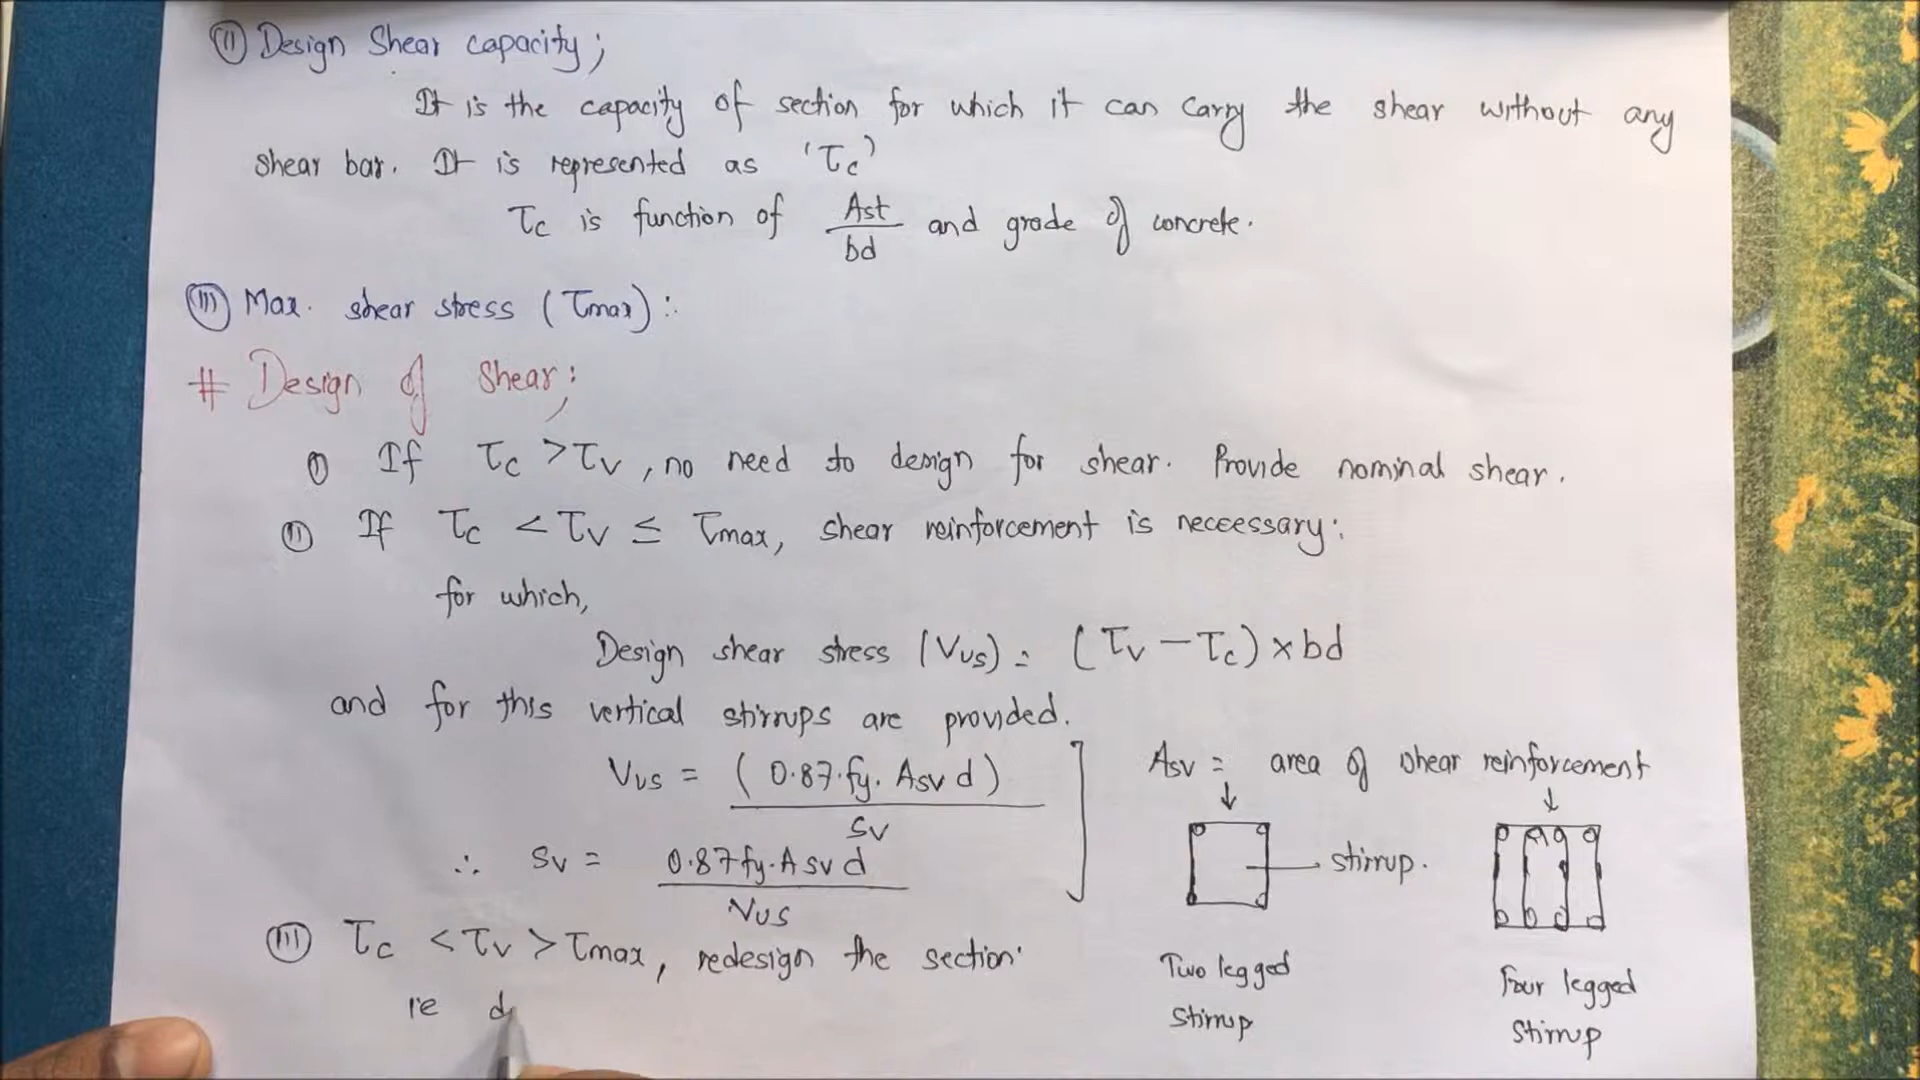 (II) Design Shear capacity;
It is the capacity of section for which it can carry the shear without any
shear bar. It is represented as 'τc'
τc is function of Ast/bd and grade of concrete.
(III) Max. shear stress (τmax):
# Design of Shear:
(I) If τc > τv, no need to design for shear. Provide nominal shear.
(II) If τc < τv ≤ τmax, shear reinforcement is necessary:
for which,
Design shear stress (Vus) = (τv - τc) × bd
and for this vertical stirrups are provided.
Vus = (0.87.fy. Asv d)/Sv
∴ Sv = 0.87 fy. Asv d/Vus
Asv = area of shear reinforcement
stirrup.
Two legged
Stirrup
Four legged
Stirrup
(III) τc < τv > τmax, redesign the section.
ie d